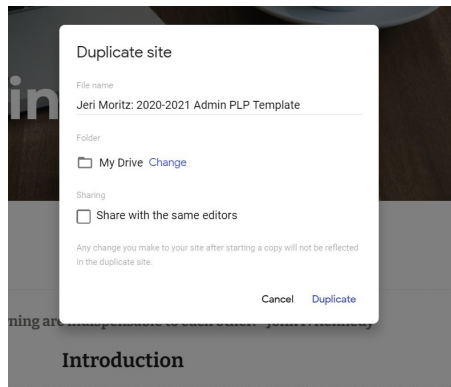 in
Duplicate site
File name
Jeri Moritz: 2020-2021 Admin PLP Template
Folder
My Drive Change
Sharing
Share with the same editors
Any change you make to your site after starting a copy will not be reflected
in the duplicate site.
Cancel Duplicate
Introduction